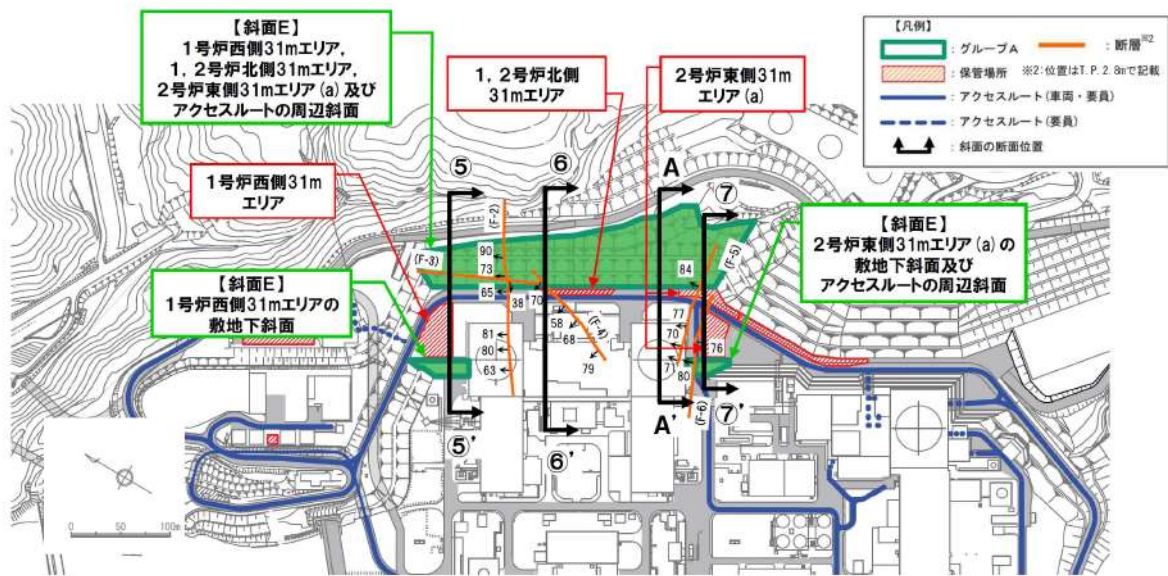 【斜面E】
1号炉西側31mエリア,
1, 2号炉北側31mエリア,
2号炉東側31mエリア(a)及び
アクセスルートの周辺斜面
1, 2号炉北側
31mエリア
2号炉東側31m
エリア(a)
【凡例】
:グループA
:断層※2
:保管場所
※2:位置はT.P.2.8mで記載
:アクセスルート(車両・要員)
:アクセスルート(要員)
:斜面の断面位置
1号炉西側31m
エリア
【斜面E】
1号炉西側31mエリアの
敷地下斜面
【斜面E】
2号炉東側31mエリア(a)の
敷地下斜面及び
アクセスルートの周辺斜面
⑤
⑥
A
⑦
(F-2)
(F-3)
(F-4)
(F-5)
(F-6)
90
73
65
38
70
58
68
79
81
80
63
84
77
70
76
71
80
⑤'
⑥'
A'
⑦'
0 50 100m